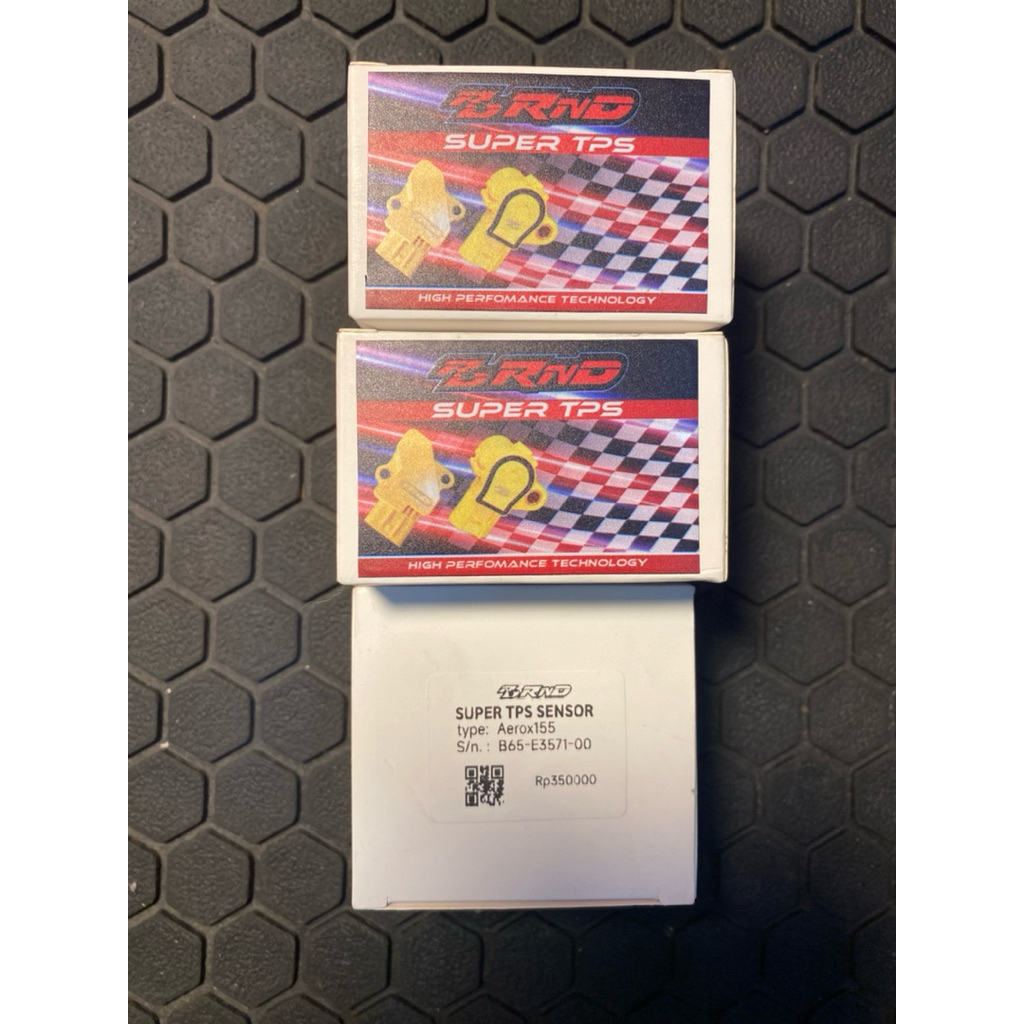 RND
SUPER TPS
HIGH PERFOMANCE TECHNOLOGY
RND
SUPER TPS
HIGH PERFOMANCE TECHNOLOGY
RND
SUPER TPS SENSOR
type: Aerox155
S/n. : B65-E3571-00
Rp350000